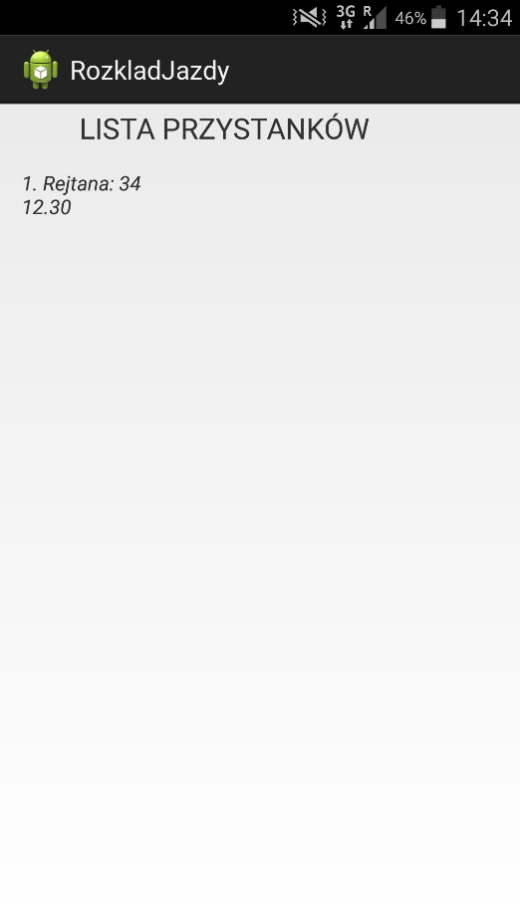 3G R 46% 14:34
RozkladJazdy
LISTA PRZYSTANKÓW
1. Rejtana: 34
12.30